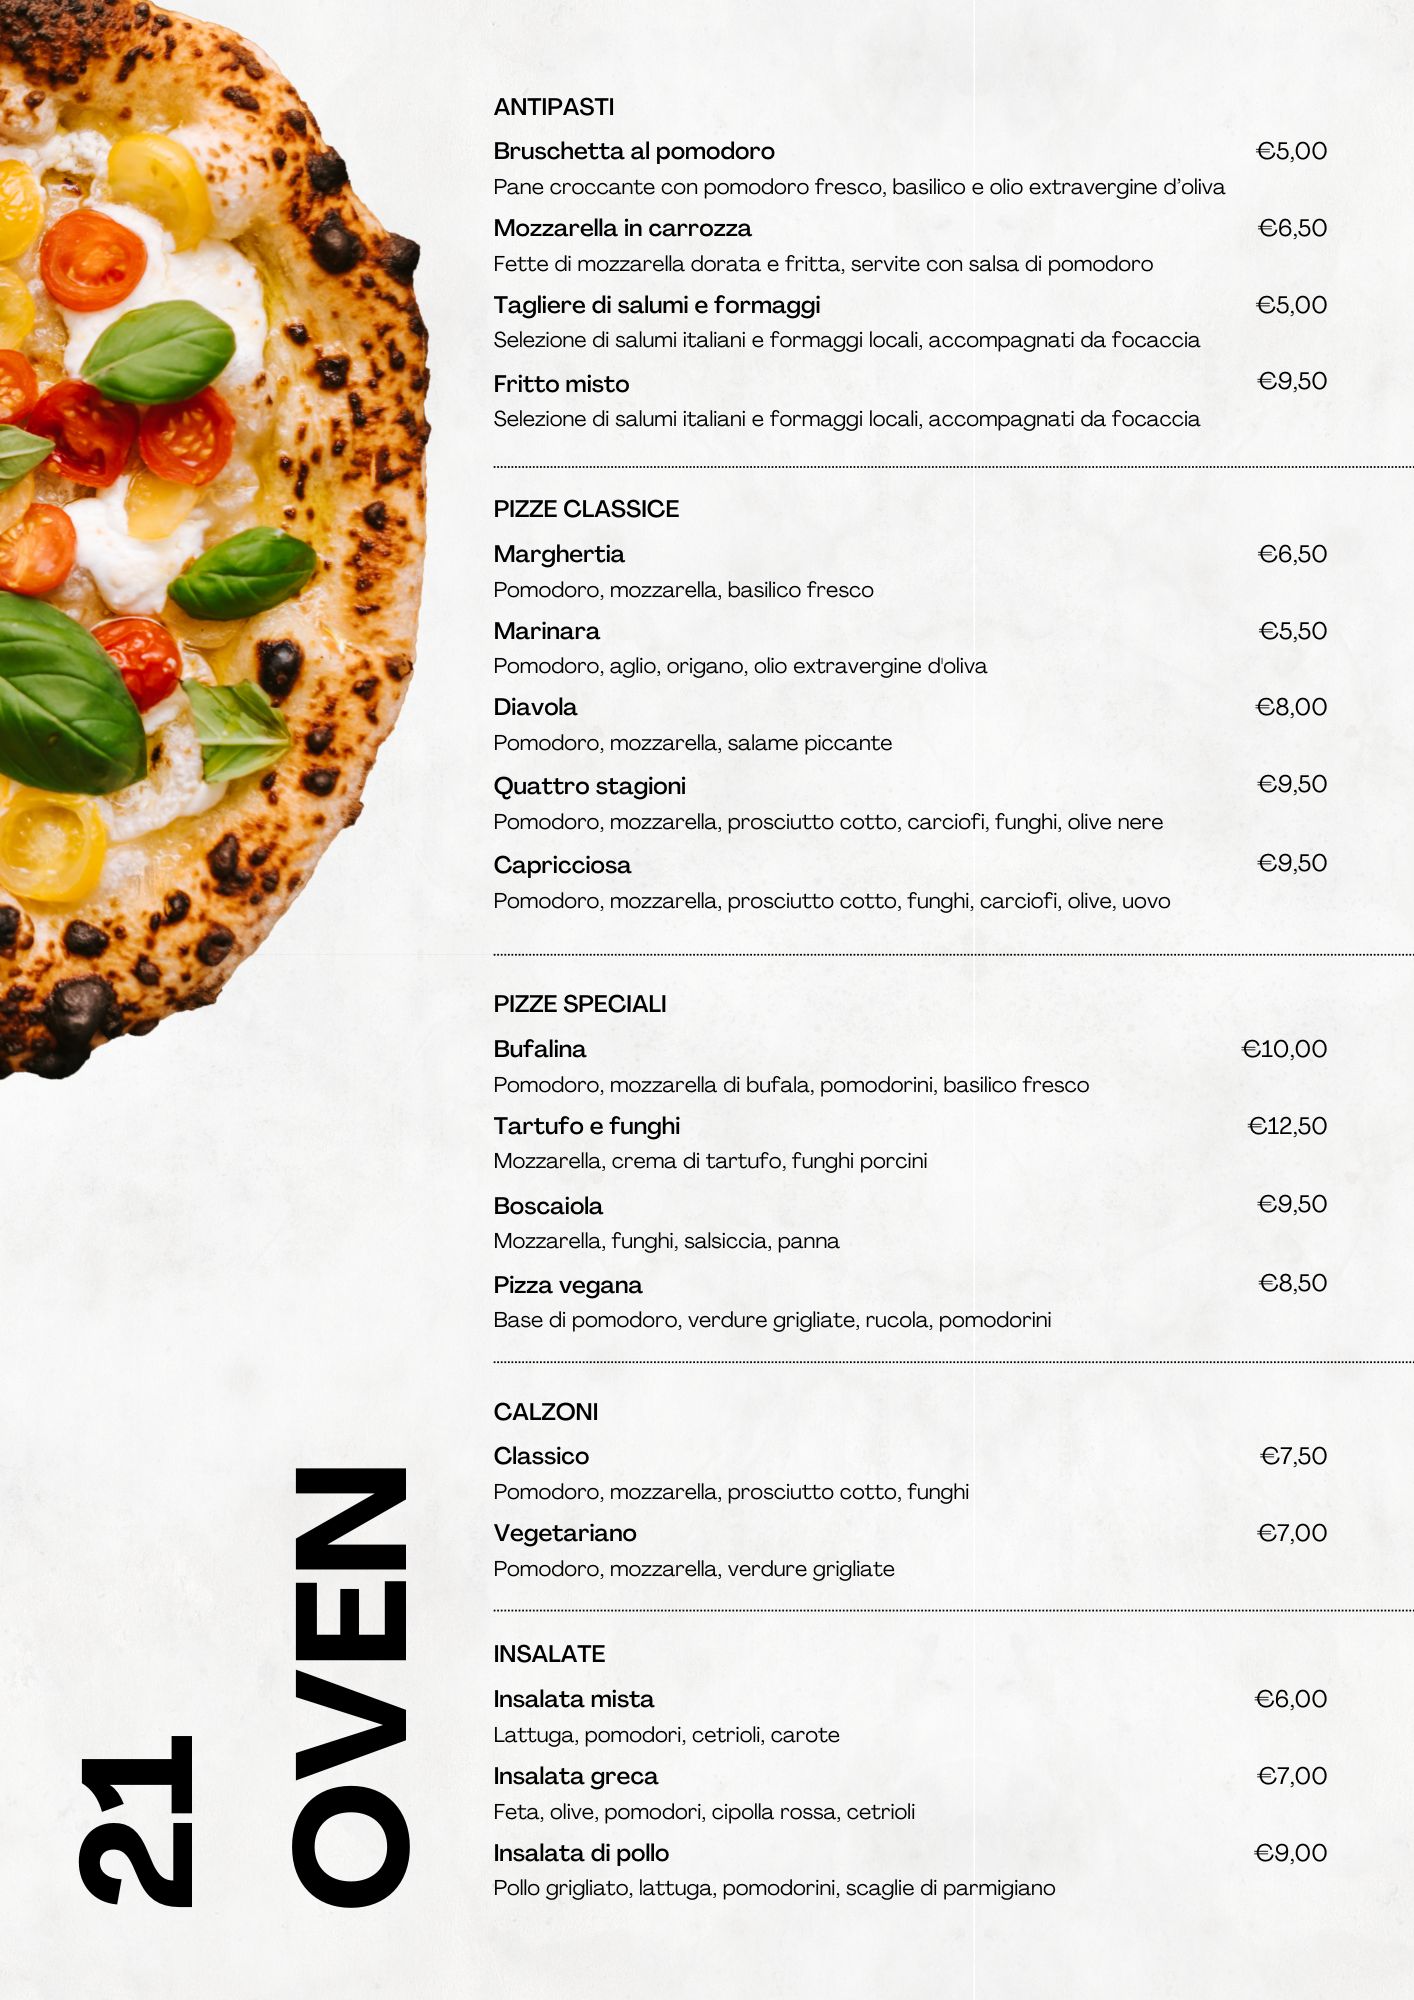 ANTIPASTI
Bruschetta al pomodoro €5,00
Pane croccante con pomodoro fresco, basilico e olio extravergine d’oliva
Mozzarella in carrozza €6,50
Fette di mozzarella dorata e fritta, servite con salsa di pomodoro
Tagliere di salumi e formaggi €5,00
Selezione di salumi italiani e formaggi locali, accompagnati da focaccia
Fritto misto €9,50
Selezione di salumi italiani e formaggi locali, accompagnati da focaccia
PIZZE CLASSICE
Marghertia €6,50
Pomodoro, mozzarella, basilico fresco
Marinara €5,50
Pomodoro, aglio, origano, olio extravergine d'oliva
Diavola €8,00
Pomodoro, mozzarella, salame piccante
Quattro stagioni €9,50
Pomodoro, mozzarella, prosciutto cotto, carciofi, funghi, olive nere
Capricciosa €9,50
Pomodoro, mozzarella, prosciutto cotto, funghi, carciofi, olive, uovo
PIZZE SPECIALI
Bufalina €10,00
Pomodoro, mozzarella di bufala, pomodorini, basilico fresco
Tartufo e funghi €12,50
Mozzarella, crema di tartufo, funghi porcini
Boscaiola €9,50
Mozzarella, funghi, salsiccia, panna
Pizza vegana €8,50
Base di pomodoro, verdure grigliate, rucola, pomodorini
CALZONI
Classico €7,50
Pomodoro, mozzarella, prosciutto cotto, funghi
Vegetariano €7,00
Pomodoro, mozzarella, verdure grigliate
INSALATE
Insalata mista €6,00
Lattuga, pomodori, cetrioli, carote
Insalata greca €7,00
Feta, olive, pomodori, cipolla rossa, cetrioli
Insalata di pollo €9,00
Pollo grigliato, lattuga, pomodorini, scaglie di parmigiano
21
OVEN